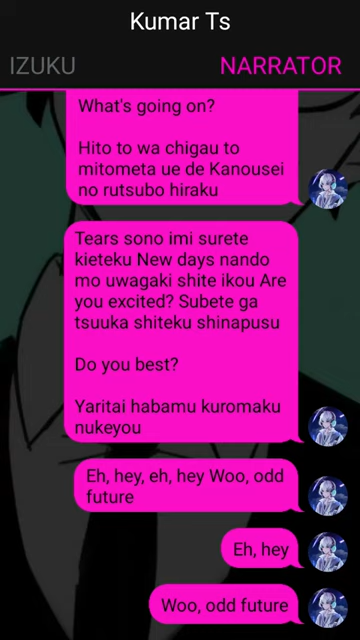 Kumar Ts
IZUKU
NARRATOR
What's going on?
Hito to wa chigau to
mitometa ue de Kanousei
no rutsubo hiraku
Tears sono imi surete
kieteku New days nando
mo uwagaki shite ikou Are
you excited? Subete ga
tsuuka shiteku shinapusu
Do you best?
Yaritai habamu kuromaku
nukeyou
Eh, hey, eh, hey Woo, odd
future
Eh, hey
Woo, odd future